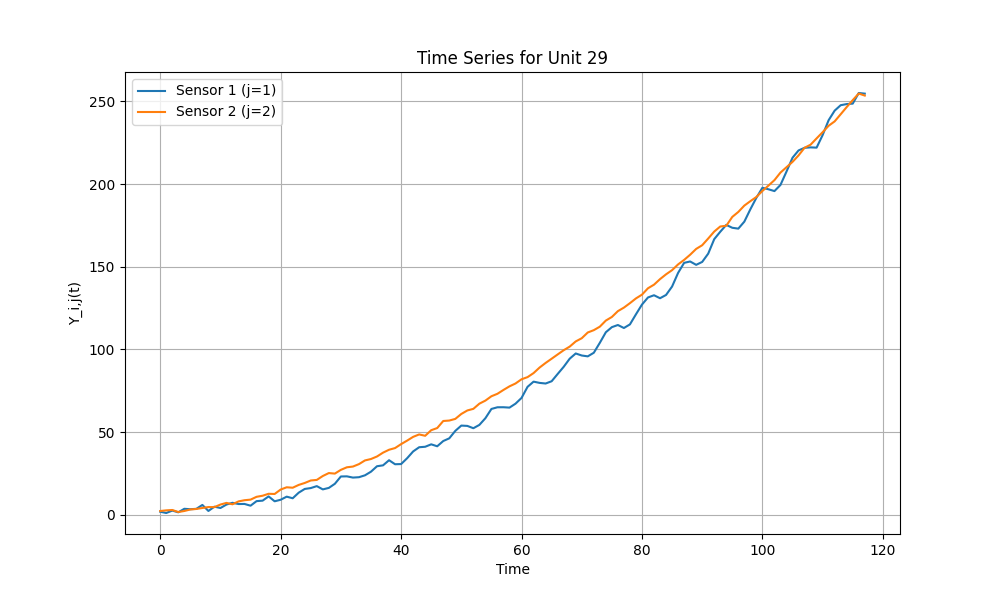 Time Series for Unit 29
Sensor 1 (j=1)
Sensor 2 (j=2)
250
200
150
100
50
0
Y_i,j(t)
0 20 40 60 80 100 120
Time